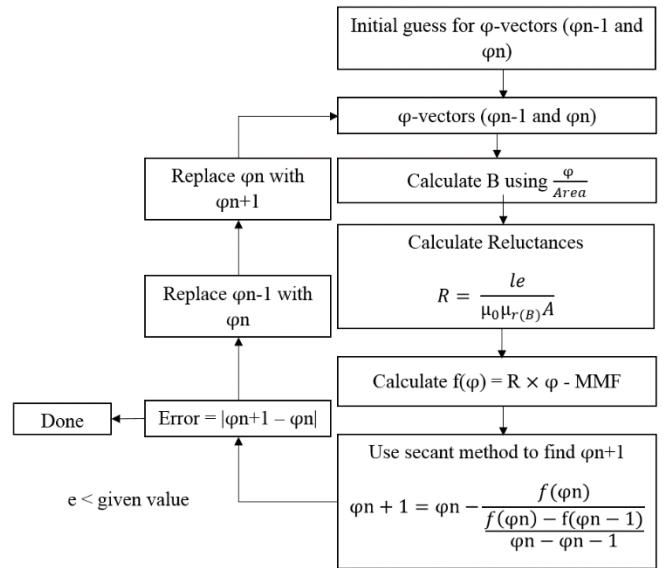 Initial guess for φ-vectors (φn-1 and
φn)
φ-vectors (φn-1 and φn)
Calculate B using φ/Area
Calculate Reluctances
R = le / μ₀μᵣ(B)A
Calculate f(φ) = R × φ - MMF
Use secant method to find φn+1
φn + 1 = φn − f(φn) / ((f(φn) − f(φn − 1)) / (φn − φn − 1))
Error = |φn+1 – φn|
Done
e < given value
Replace φn-1 with
φn
Replace φn with
φn+1